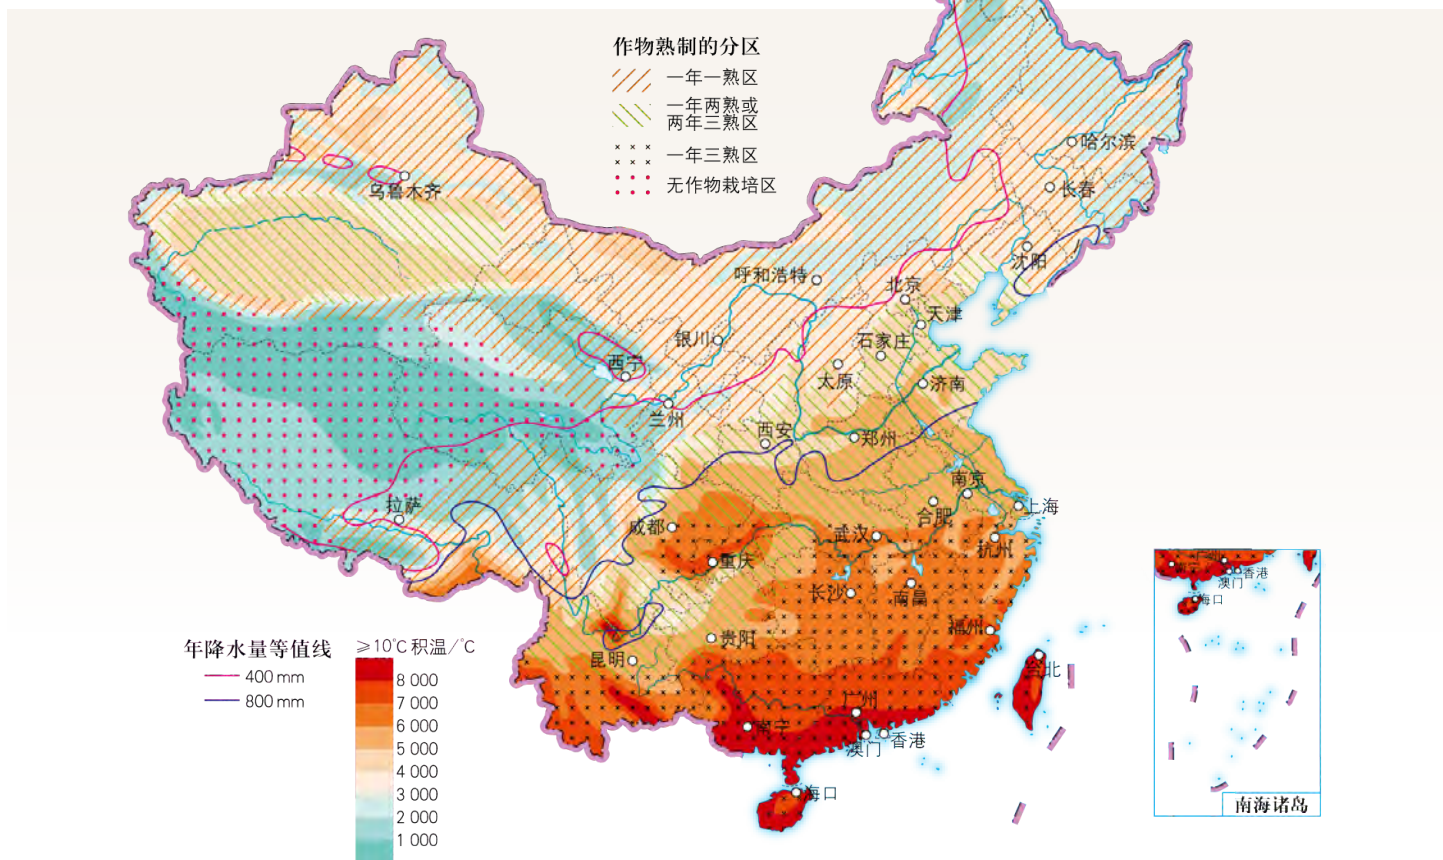 作物熟制的分区
一年一熟区
一年两熟或
两年三熟区
一年三熟区
无作物栽培区
哈尔滨
长春
乌鲁木齐
沈阳
呼和浩特
北京
天津
银川
石家庄
西宁
太原
济南
兰州
西安
郑州
南京
拉萨
上海
成都
合肥
武汉
杭州
重庆
长沙
南昌
福州
贵阳
昆明
台北
广州
南宁
香港
澳门
海口
年降水量等值线
400 mm
800 mm
≥10℃积温/℃
8 000
7 000
6 000
5 000
4 000
3 000
2 000
1 000
南宁
香港
澳门
海口
南海诸岛